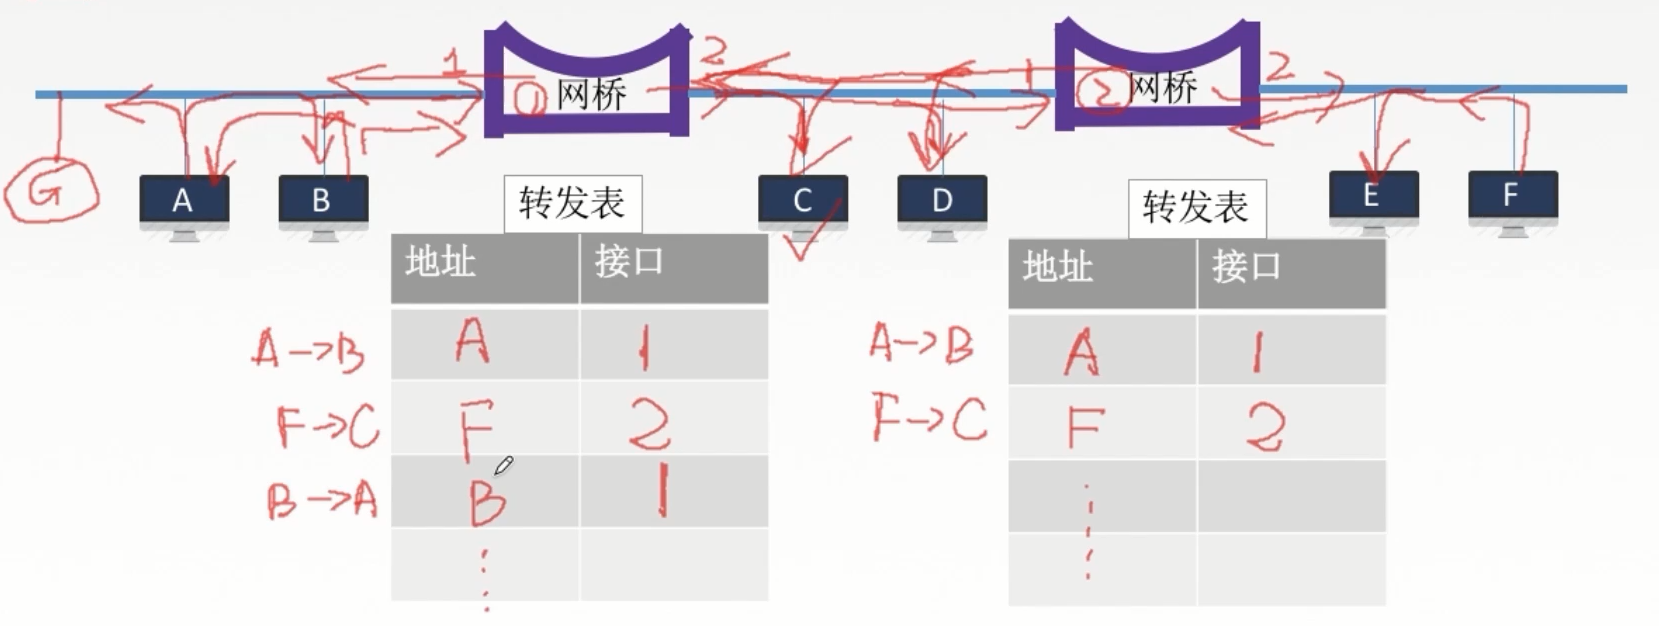 1 2 1 2
① 网桥 ② 网桥
G A B C D E F
转发表 转发表
地址 接口 地址 接口
A→B A 1 A→B A 1
F→C F 2 F→C F 2
B→A B 1